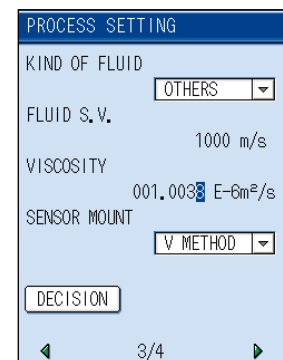 PROCESS SETTING
KIND OF FLUID
OTHERS
FLUID S.V.
1000 m/s
VISCOSITY
001.0038 E-6m²/s
SENSOR MOUNT
V METHOD
DECISION
3/4